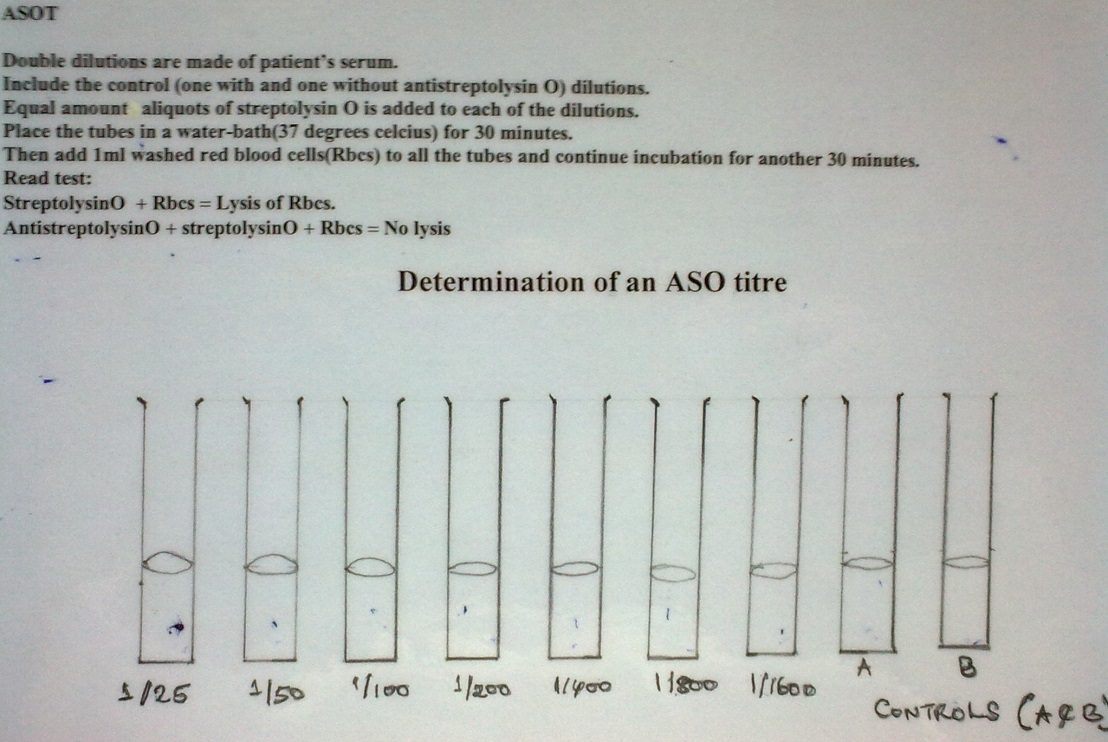 ASOT
Double dilutions are made of patient's serum.
Include the control (one with and one without antistreptolysin O) dilutions.
Equal amount aliquots of streptolysin O is added to each of the dilutions.
Place the tubes in a water-bath(37 degrees celcius) for 30 minutes.
Then add 1ml washed red blood cells(Rbcs) to all the tubes and continue incubation for another 30 minutes.
Read test:
StreptolysinO + Rbcs = Lysis of Rbcs.
AntistreptolysinO + streptolysinO + Rbcs = No lysis
Determination of an ASO titre
1/25 1/50 1/100 1/200 1/400 1/800 1/1600 A B
CONTROLS (A & B)